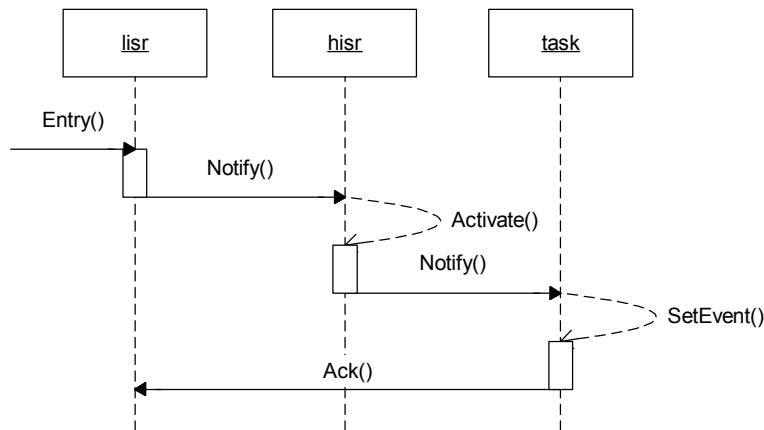 lisr
hisr
task
Entry()
Notify()
Activate()
Notify()
SetEvent()
Ack()